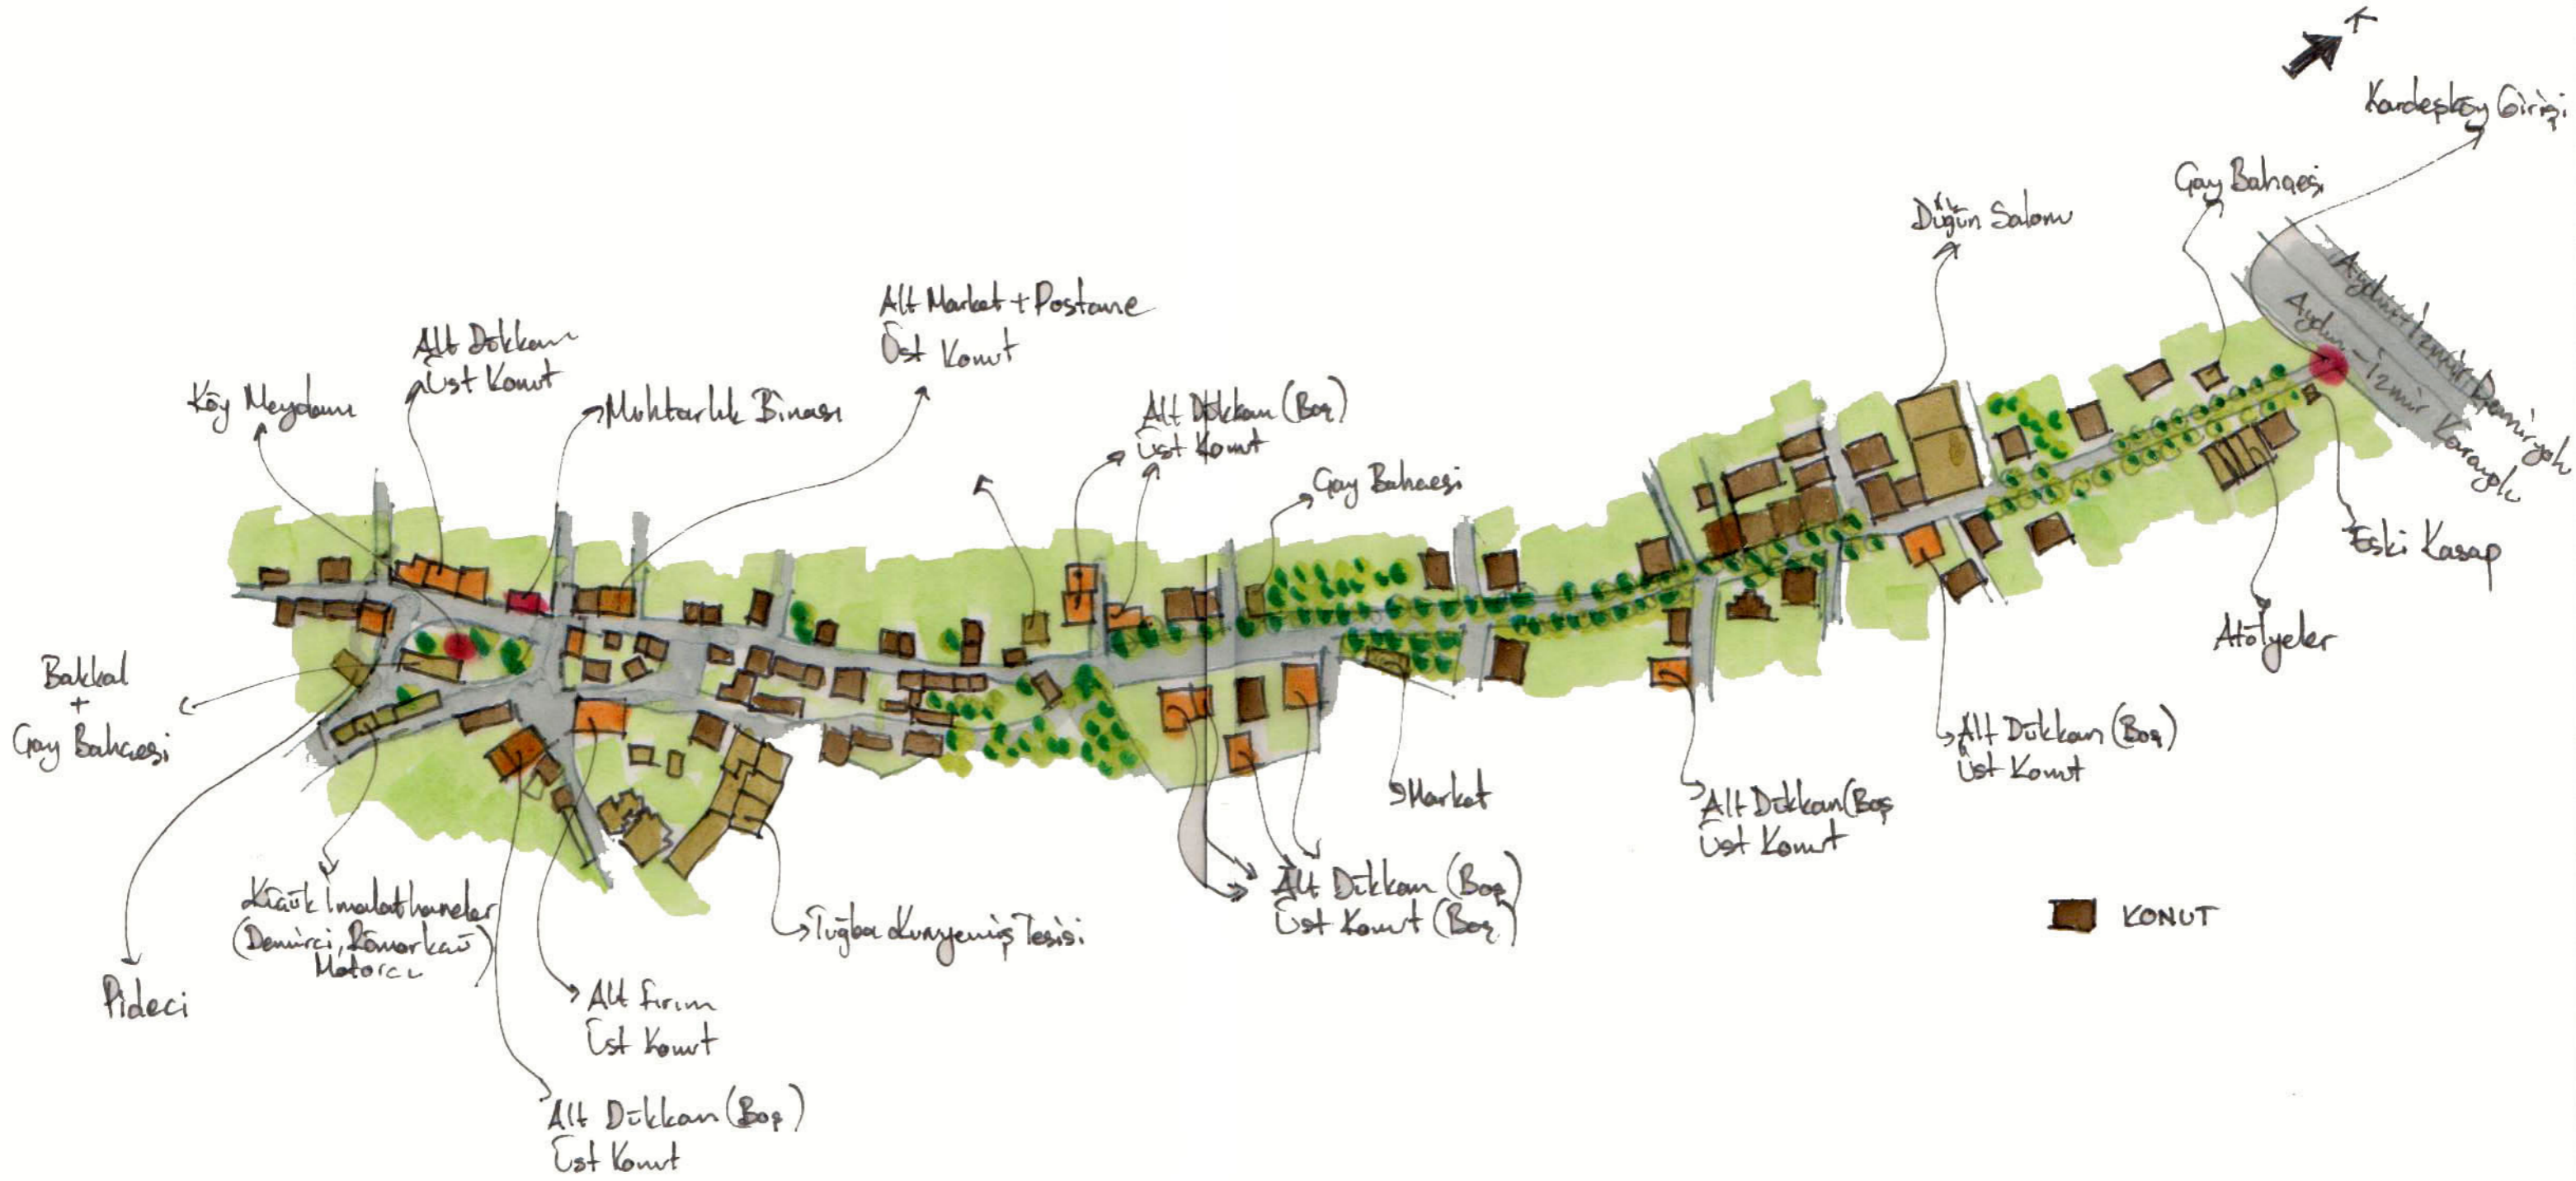 K
Kardeşköy Girişi
Çay Bahçesi
Düğün Salonu
Aydın-İzmir Demiryolu
Aydın-İzmir Karayolu
Alt Market + Postane
Üst Konut
Alt Dükkan
Üst Konut
Köy Meydanı
Muhtarlık Binası
Alt Dükkan (Boş)
Üst Konut
Çay Bahçesi
Eski Kasap
Atölyeler
Bakkal
+
Çay Bahçesi
Alt Dükkan (Boş)
Üst Konut
Market
Alt Dükkan (Boş
Üst Konut
Küçük İmalathaneler
(Demirci, Römorkcu)
Motorcu
Alt Dükkan (Boş)
Üst Konut (Boş)
Tuğba Kuruyemiş Tesisi
KONUT
Pideci
Alt Fırın
Üst Konut
Alt Dükkan (Boş)
Üst Konut